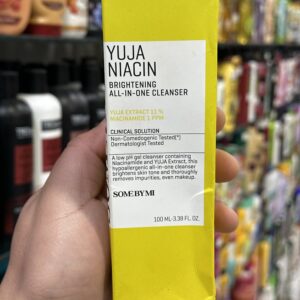 YUJA
NIACIN
BRIGHTENING
ALL-IN-ONE CLEANSER
YUJA EXTRACT 11 %
NIACINAMIDE 1 PPM
CLINICAL SOLUTION
Non-Comedogenic Tested(*)
Dermatologist Tested
A low pH gel cleanser containing
Niacinamide and YUJA Extract, this
hypoallergenic all-in-one cleanser
brightens skin tone and thoroughly
removes impurities, even makeup.
SOME BY MI
100 ML·3.38 FL. OZ.